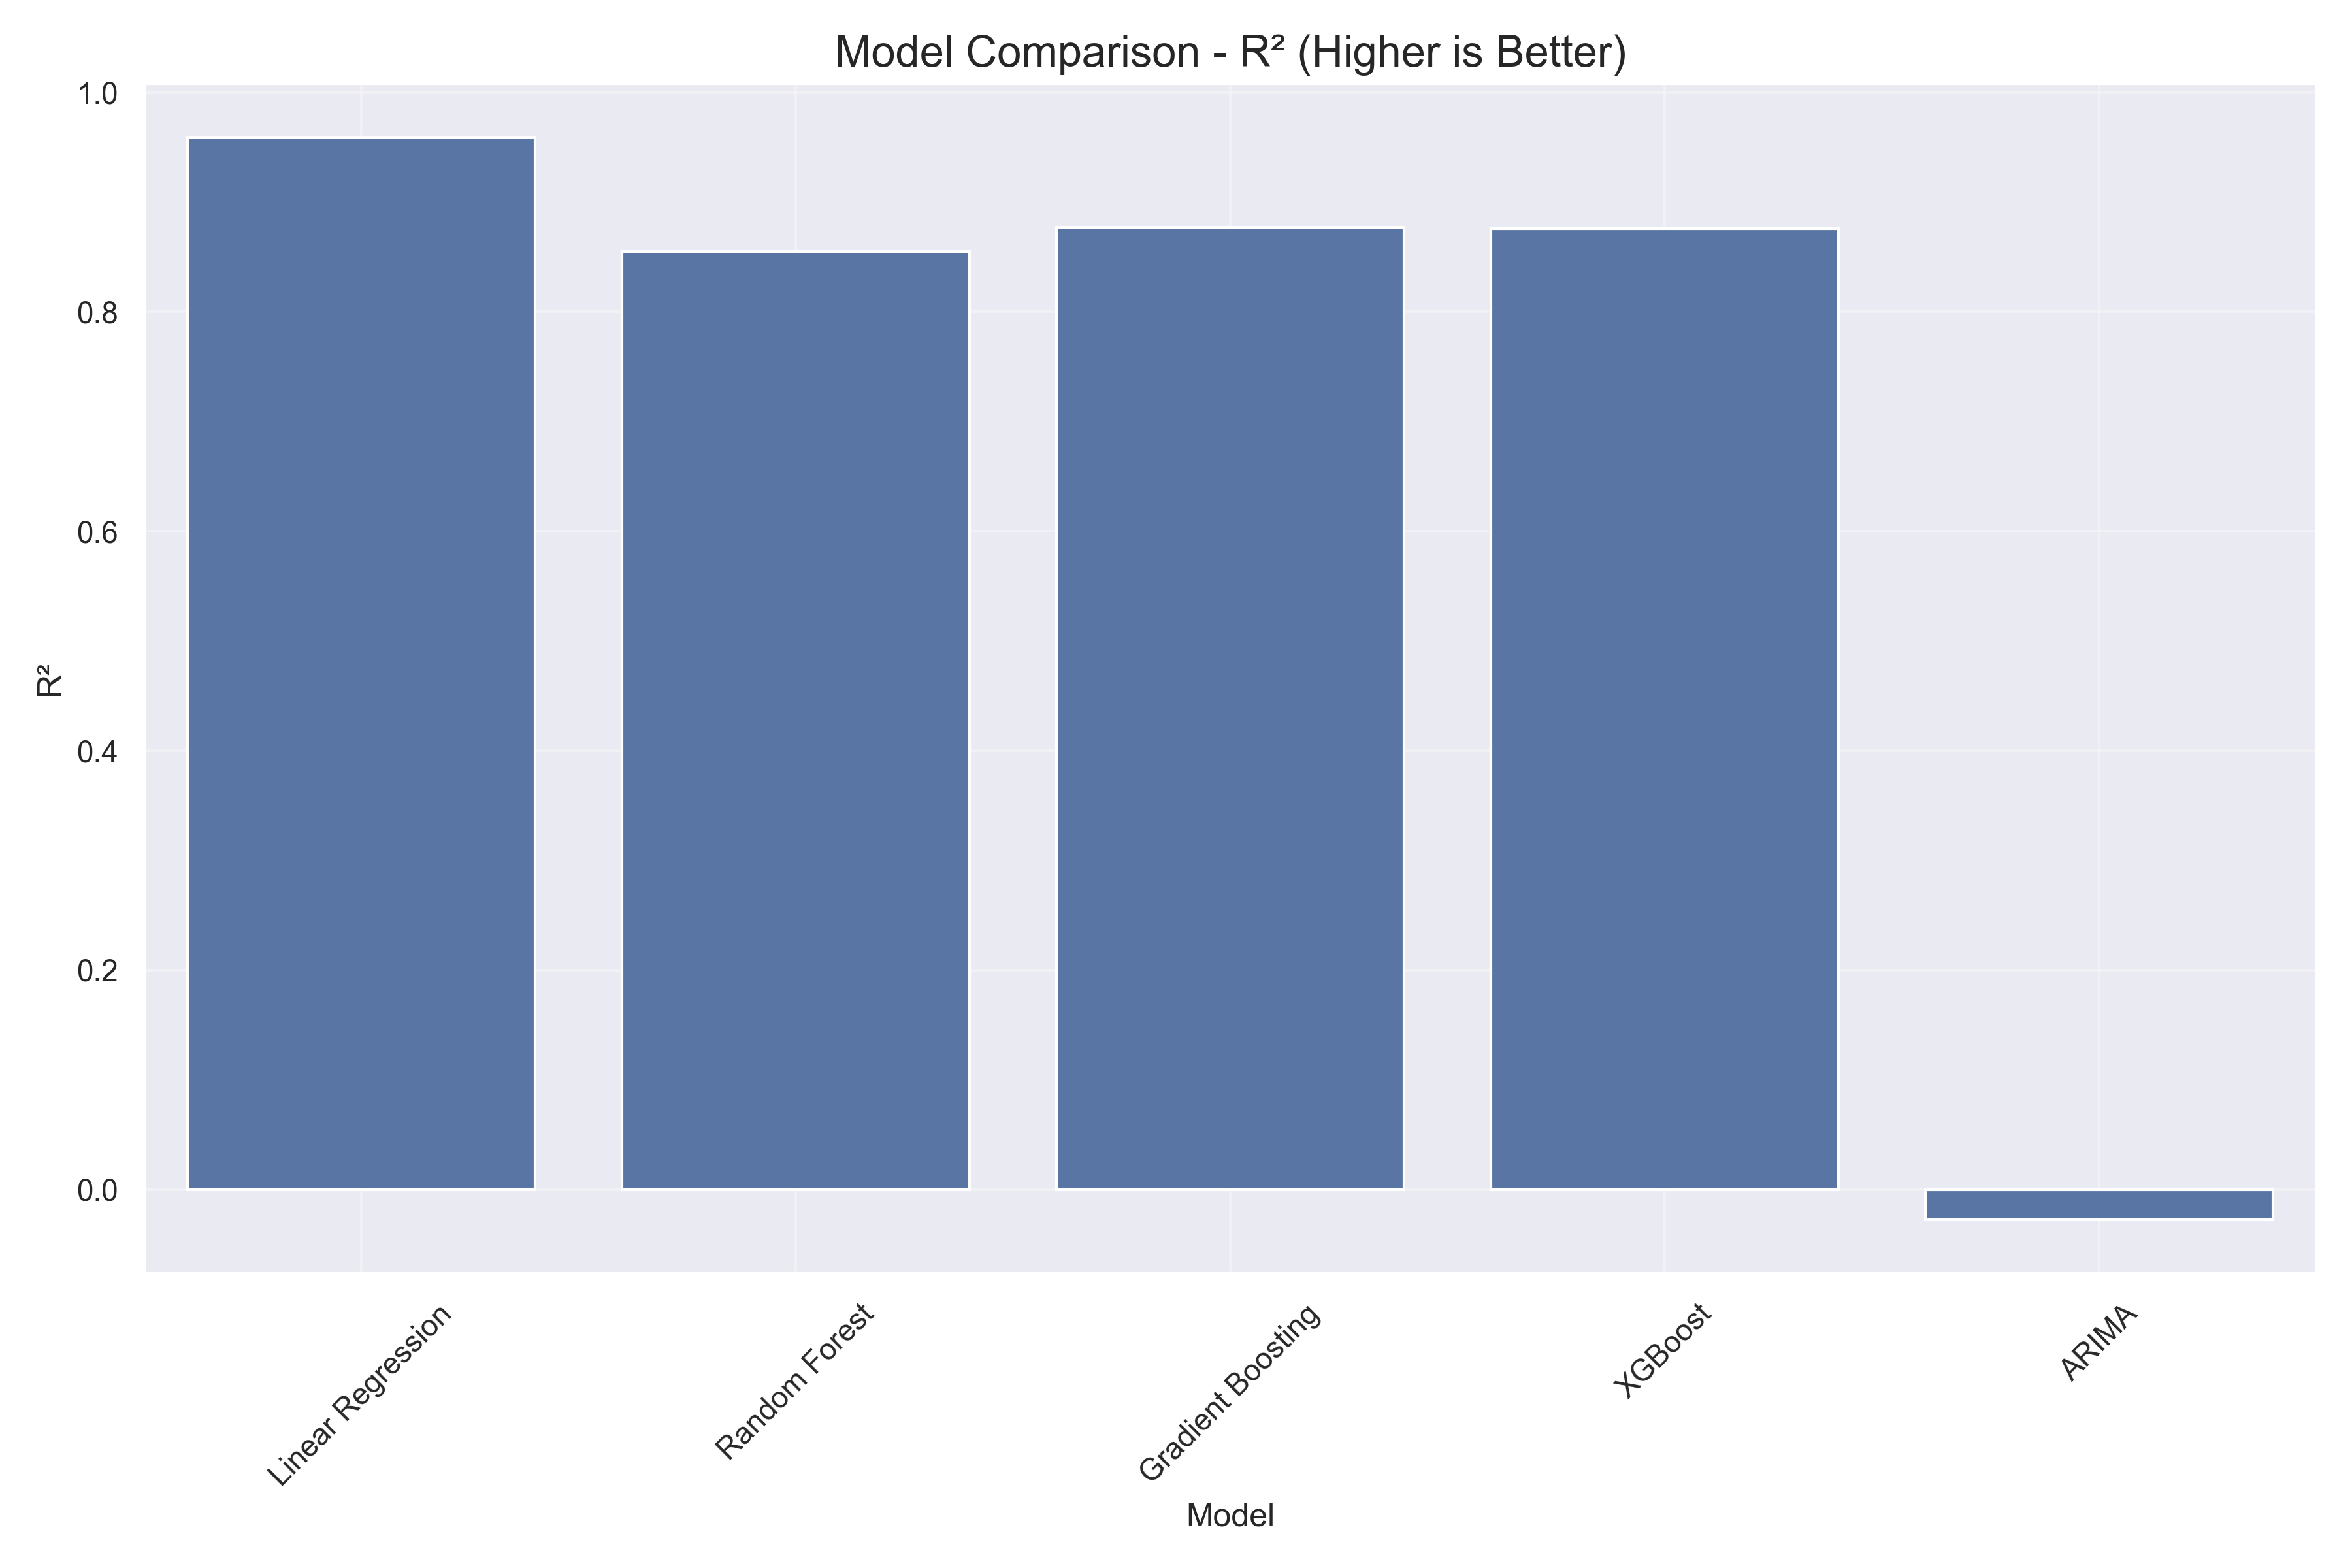 Model Comparison - R² (Higher is Better)
1.0
0.8
0.6
0.4
0.2
0.0
R²
Linear Regression
Random Forest
Gradient Boosting
XGBoost
ARIMA
Model